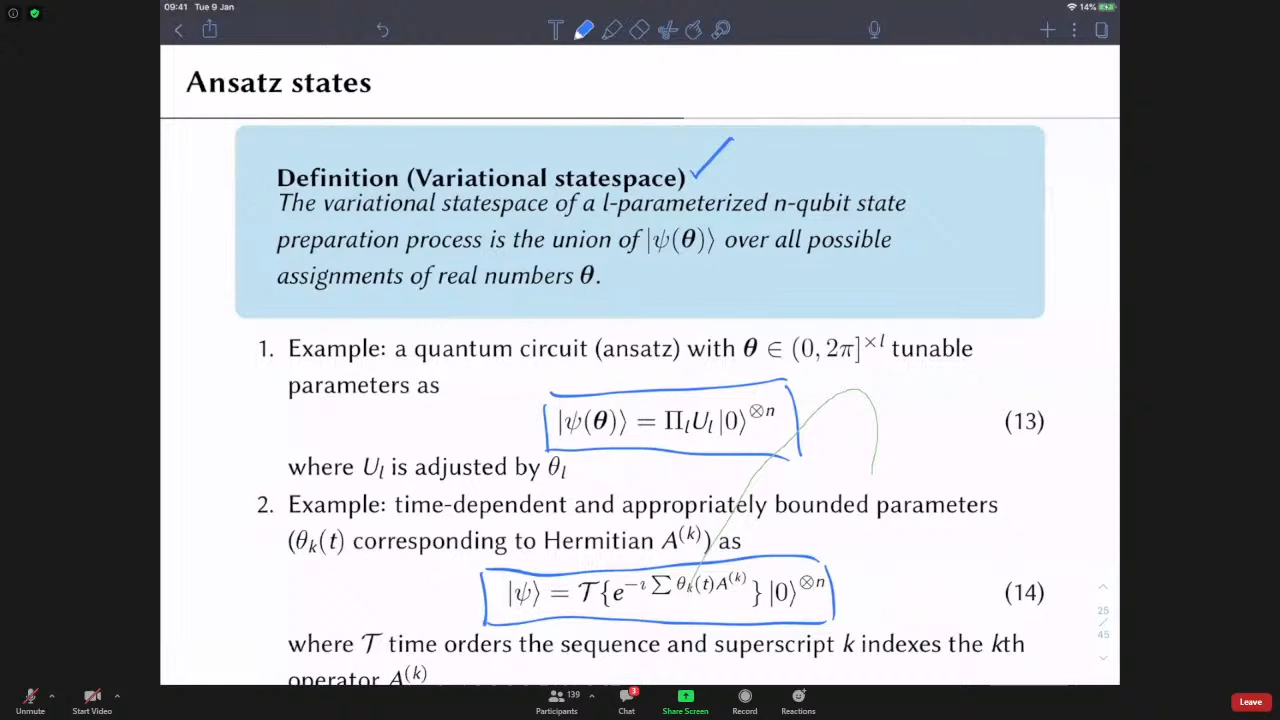 09:41 Tue 9 Jan
14%
Ansatz states
Definition (Variational statespace)
The variational statespace of a l-parameterized n-qubit state
preparation process is the union of |ψ(θ)⟩ over all possible
assignments of real numbers θ.
1. Example: a quantum circuit (ansatz) with θ ∈ (0, 2π]^{×l} tunable
parameters as
|ψ(θ)⟩ = Π_l U_l |0⟩^{⊗n} (13)
where U_l is adjusted by θ_l
2. Example: time-dependent and appropriately bounded parameters
(θ_k(t) corresponding to Hermitian A^{(k)}) as
|ψ⟩ = 𝒯{e^{−ı ∑ θ_k(t)A^{(k)}}} |0⟩^{⊗n} (14)
where 𝒯 time orders the sequence and superscript k indexes the kth
operator A^{(k)}
25
/
45
Unmute
Start Video
139
Participants
3
Chat
Share Screen
Record
Reactions
Leave